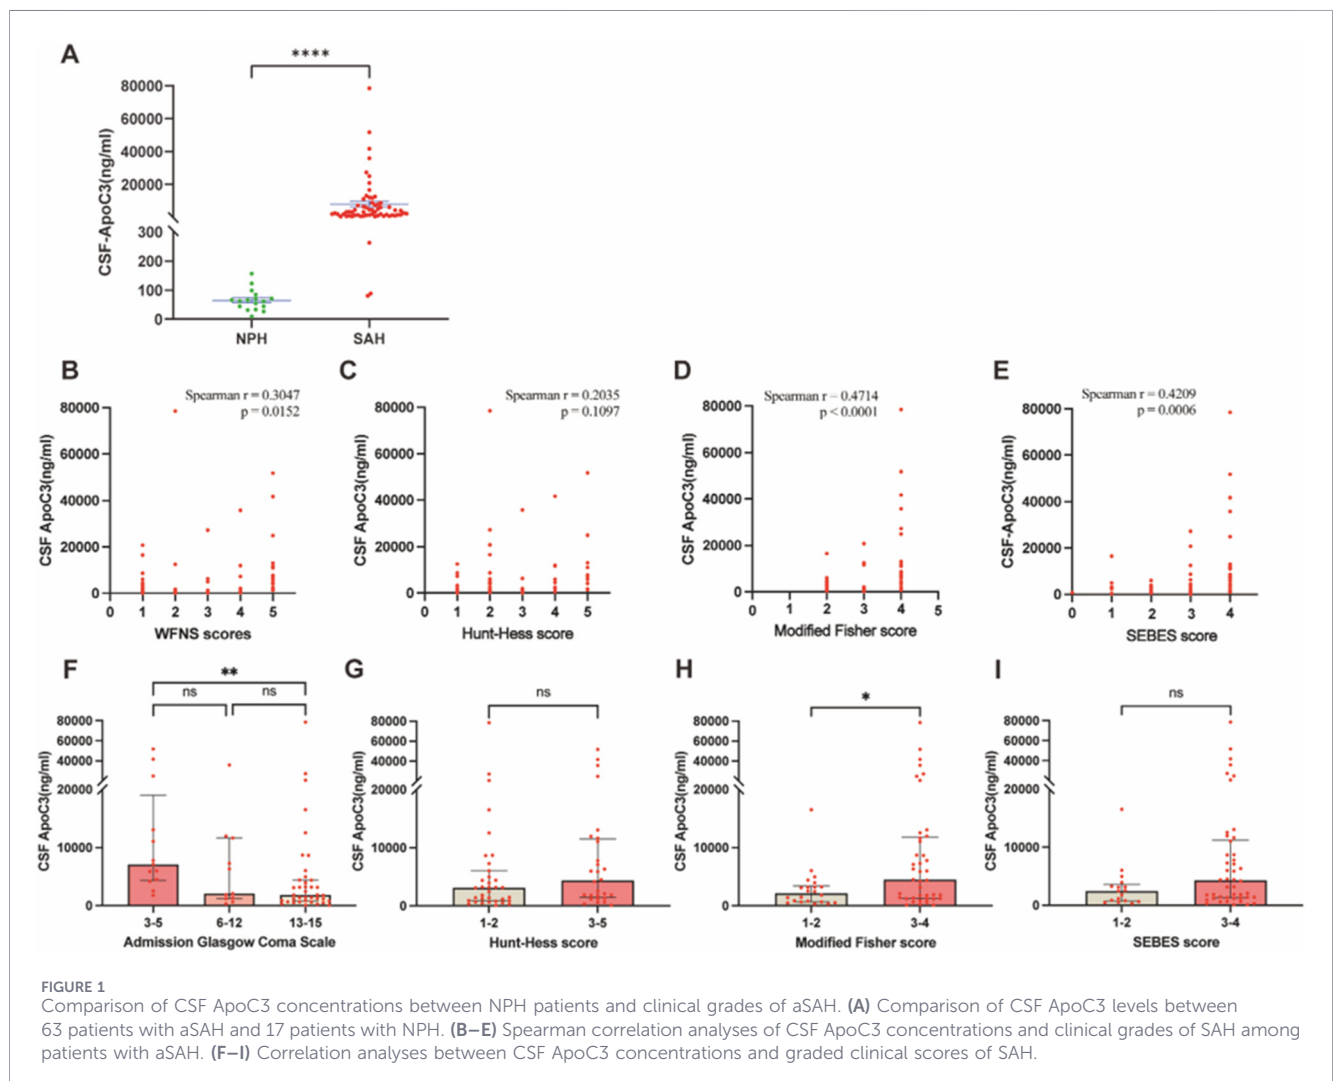 A
****
80000
60000
40000
20000
300
200
100
0
CSF-ApoC3(ng/ml)
NPH
SAH
B
Spearman r = 0.3047
p = 0.0152
80000
60000
40000
20000
0
CSF ApoC3(ng/ml)
0 1 2 3 4 5
WFNS scores
C
Spearman r = 0.2035
p = 0.1097
80000
60000
40000
20000
0
CSF ApoC3(ng/ml)
0 1 2 3 4 5
Hunt-Hess score
D
Spearman r = 0.4714
p < 0.0001
80000
60000
40000
20000
0
CSF ApoC3(ng/ml)
0 1 2 3 4 5
Modified Fisher score
E
Spearman r = 0.4209
p = 0.0006
80000
60000
40000
20000
0
CSF-ApoC3(ng/ml)
0 1 2 3 4
SEBES score
F
**
ns
ns
80000
60000
40000
20000
10000
0
CSF ApoC3(ng/ml)
3-5 6-12 13-15
Admission Glasgow Coma Scale
G
ns
80000
60000
40000
20000
10000
0
CSF ApoC3(ng/ml)
1-2 3-5
Hunt-Hess score
H
*
80000
60000
40000
20000
10000
0
CSF ApoC3(ng/ml)
1-2 3-4
Modified Fisher score
I
ns
80000
60000
40000
20000
10000
0
CSF ApoC3(ng/ml)
1-2 3-4
SEBES score
FIGURE 1
Comparison of CSF ApoC3 concentrations between NPH patients and clinical grades of aSAH. (A) Comparison of CSF ApoC3 levels between
63 patients with aSAH and 17 patients with NPH. (B–E) Spearman correlation analyses of CSF ApoC3 concentrations and clinical grades of SAH among
patients with aSAH. (F–I) Correlation analyses between CSF ApoC3 concentrations and graded clinical scores of SAH.